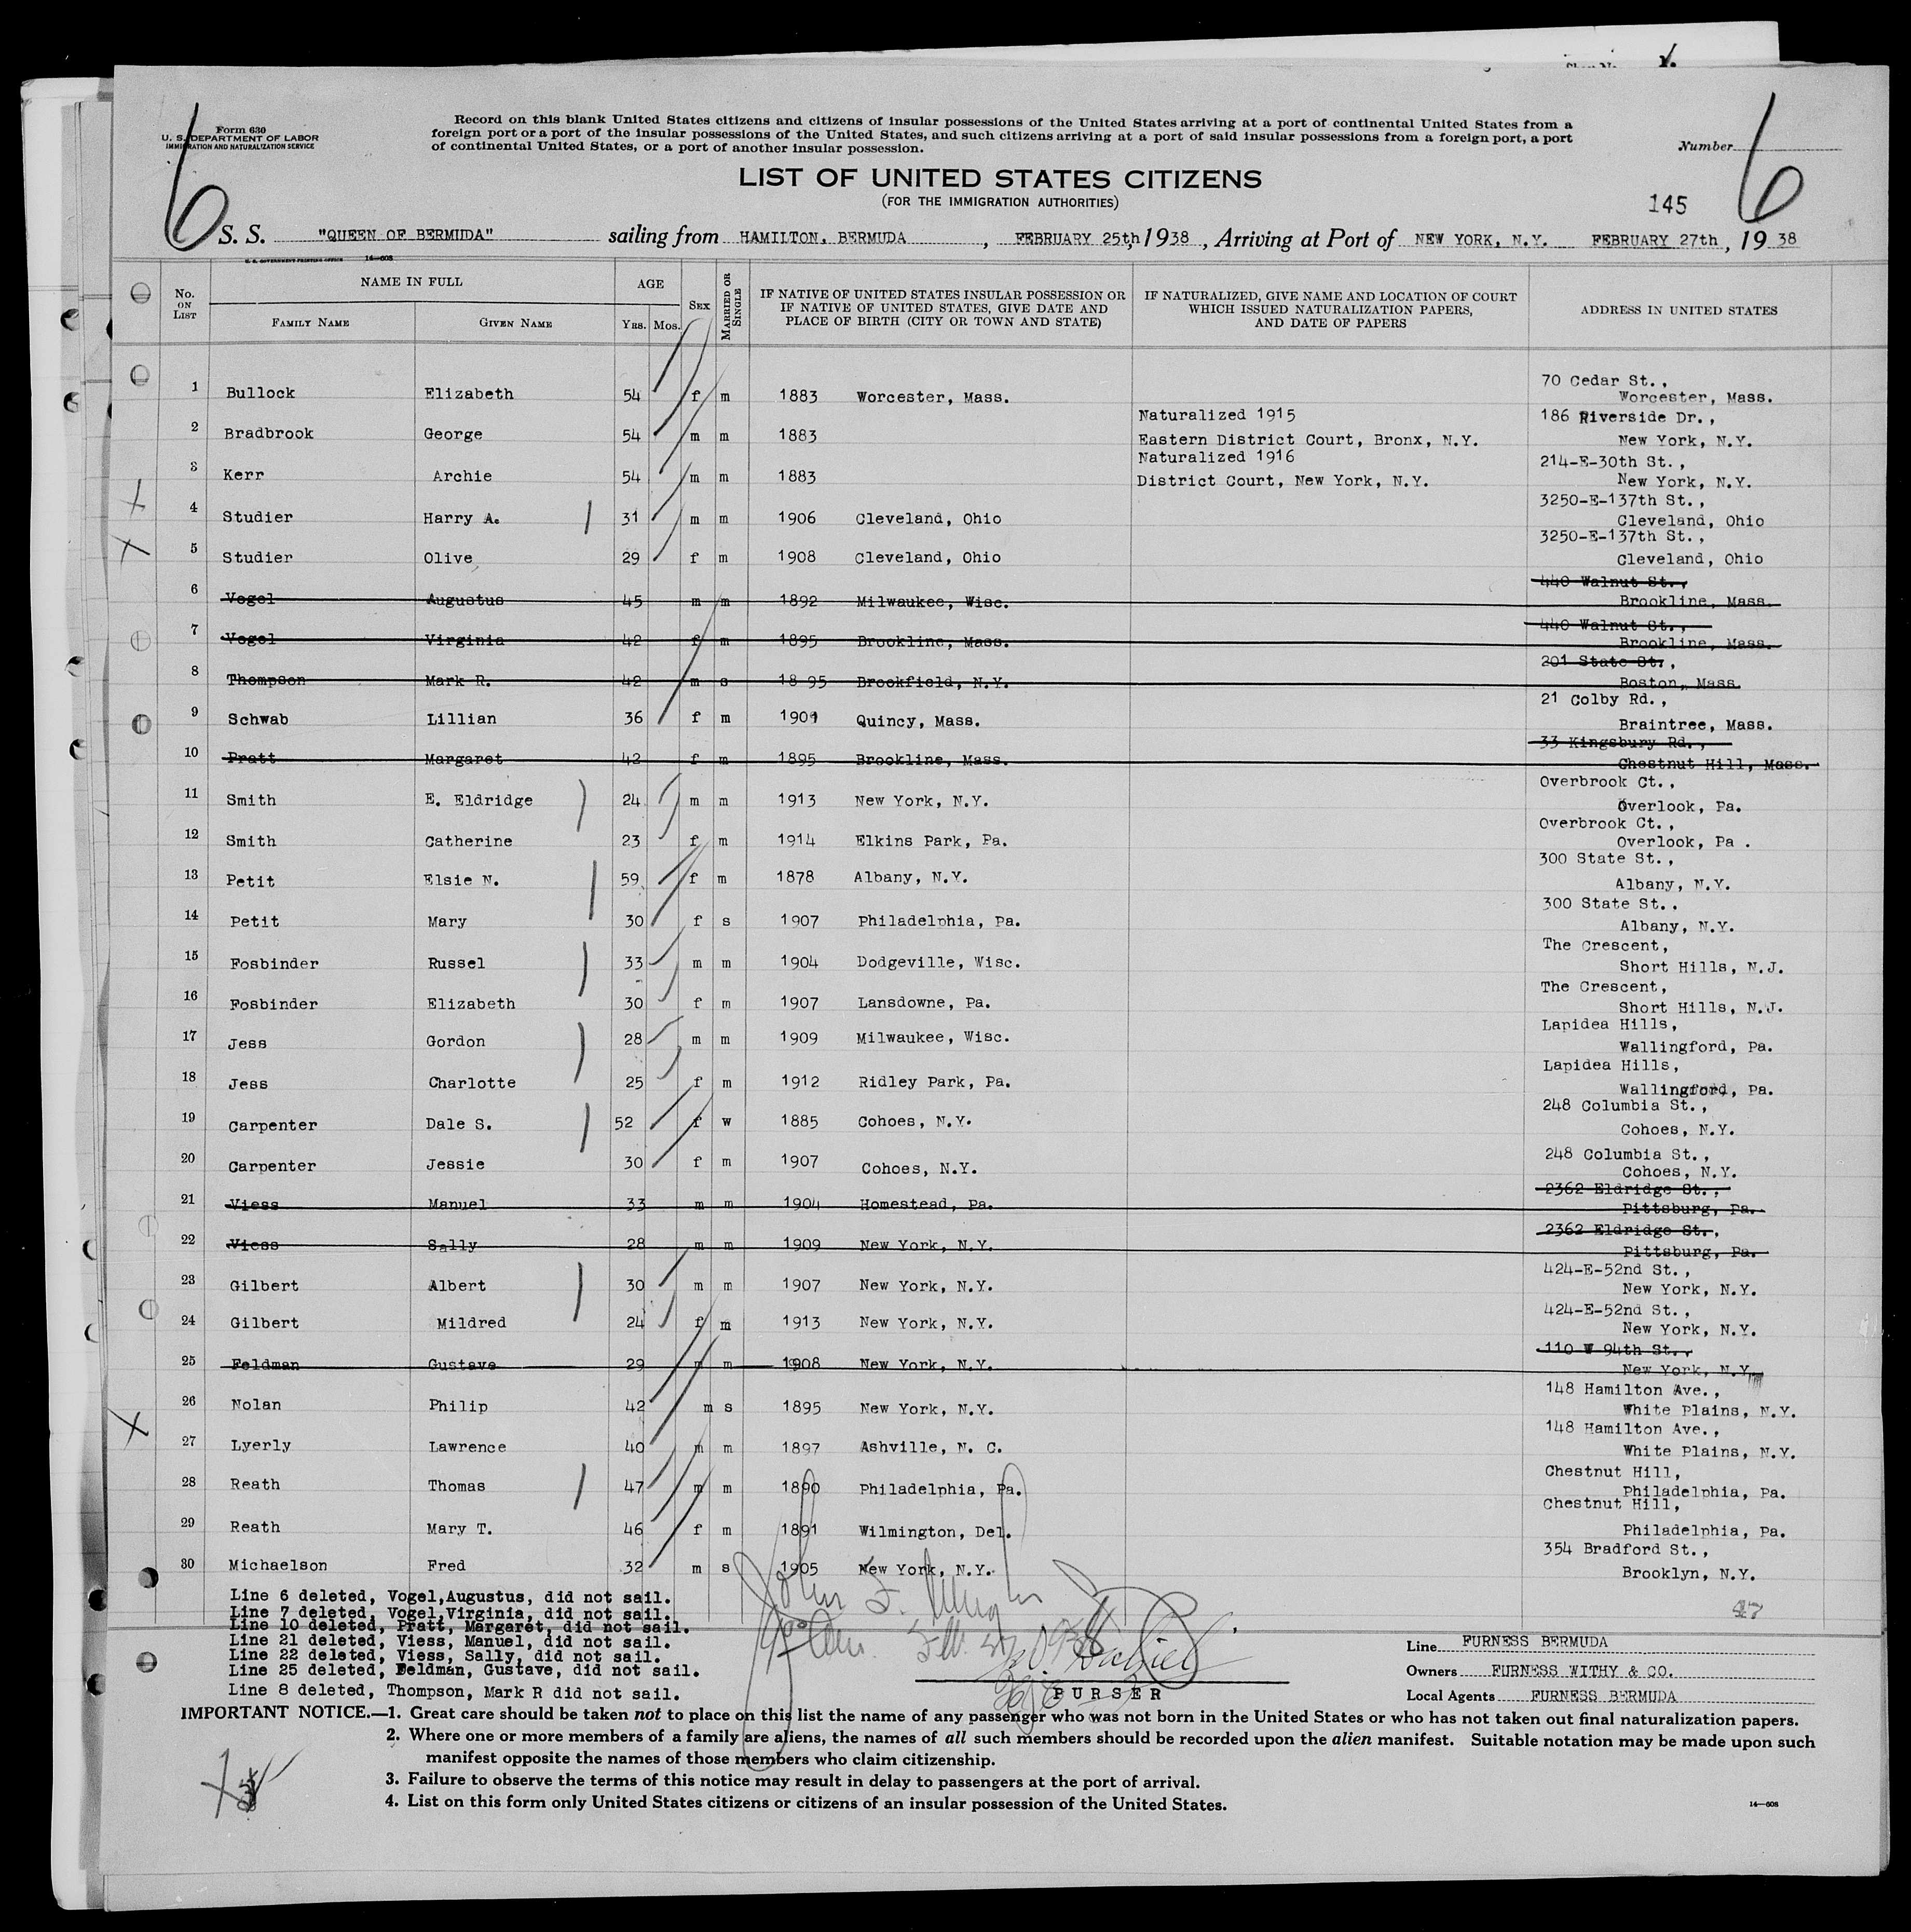 6
6
Form 630
U. S. DEPARTMENT OF LABOR
IMMIGRATION AND NATURALIZATION SERVICE
Record on this blank United States citizens and citizens of insular possessions of the United States arriving at a port of continental United States from a
foreign port or a port of the insular possessions of the United States, and such citizens arriving at a port of said insular possessions from a foreign port, a port
of continental United States, or a port of another insular possession.
Number
LIST OF UNITED STATES CITIZENS
(FOR THE IMMIGRATION AUTHORITIES)
145
S. S. "QUEEN OF BERMUDA" sailing from HAMILTON, BERMUDA, FEBRUARY 25th, 1938, Arriving at Port of NEW YORK, N.Y. FEBRUARY 27th, 1938
U. S. GOVERNMENT PRINTING OFFICE 14—608
No. ON LIST
NAME IN FULL
FAMILY NAME GIVEN NAME
AGE
YRS. MOS.
SEX
MARRIED OR SINGLE
IF NATIVE OF UNITED STATES INSULAR POSSESSION OR
IF NATIVE OF UNITED STATES, GIVE DATE AND
PLACE OF BIRTH (CITY OR TOWN AND STATE)
IF NATURALIZED, GIVE NAME AND LOCATION OF COURT
WHICH ISSUED NATURALIZATION PAPERS,
AND DATE OF PAPERS
ADDRESS IN UNITED STATES
70 Cedar St.,
1 Bullock Elizabeth 54 f m 1883 Worcester, Mass. Worcester, Mass.
Naturalized 1915 186 Riverside Dr.,
2 Bradbrook George 54 m m 1883 Eastern District Court, Bronx, N.Y. New York, N.Y.
Naturalized 1916 214-E-30th St.,
3 Kerr Archie 54 m m 1883 District Court, New York, N.Y. New York, N.Y.
3250-E-137th St.,
4 Studier Harry A. 31 m m 1906 Cleveland, Ohio Cleveland, Ohio
3250-E-137th St.,
5 Studier Olive 29 f m 1908 Cleveland, Ohio Cleveland, Ohio
440 Walnut St.,
6 Vogel Augustus 45 m m 1892 Milwaukee, Wisc. Brookline, Mass.
440 Walnut St.,
7 Vogel Virginia 42 f m 1895 Brookline, Mass. Brookline, Mass.
201 State St.,
8 Thompson Mark R. 42 m s 18 95 Brookfield, N.Y. Boston, Mass
21 Colby Rd.,
9 Schwab Lillian 36 f m 1901 Quincy, Mass. Braintree, Mass.
33 Kingsbury Rd.,
10 Pratt Margaret 42 f m 1895 Brookline, Mass. Chestnut Hill, Mass.
Overbrook Ct.,
11 Smith E. Eldridge 24 m m 1913 New York, N.Y. Overlook, Pa.
Overbrook Ct.,
12 Smith Catherine 23 f m 1914 Elkins Park, Pa. Overlook, Pa .
300 State St.,
13 Petit Elsie N. 59 f m 1878 Albany, N.Y. Albany, N.Y.
300 State St.,
14 Petit Mary 30 f s 1907 Philadelphia, Pa. Albany, N.Y.
The Crescent,
15 Fosbinder Russel 33 m m 1904 Dodgeville, Wisc. Short Hills, N.J.
The Crescent,
16 Fosbinder Elizabeth 30 f m 1907 Lansdowne, Pa. Short Hills, N.J.
Lapidea Hills,
17 Jess Gordon 28 m m 1909 Milwaukee, Wisc. Wallingford, Pa.
Lapidea Hills,
18 Jess Charlotte 25 f m 1912 Ridley Park, Pa. Wallingford, Pa.
248 Columbia St.,
19 Carpenter Dale S. 52 f w 1885 Cohoes, N.Y. Cohoes, N.Y.
248 Columbia St.,
20 Carpenter Jessie 30 f m 1907 Cohoes, N.Y. Cohoes, N.Y.
2362 Eldridge St.,
21 Viess Manuel 33 m m 1904 Homestead, Pa. Pittsburg, Pa.
2362 Eldridge St.,
22 Viess Sally 28 m m 1909 New York, N.Y. Pittsburg, Pa.
424-E-52nd St.,
23 Gilbert Albert 30 m m 1907 New York, N.Y. New York, N.Y.
424-E-52nd St.,
24 Gilbert Mildred 24 f m 1913 New York, N.Y. New York, N.Y.
110 W 94th St.,
25 Feldman Gustave 29 m m 1908 New York, N.Y. New York, N.Y.
148 Hamilton Ave.,
26 Nolan Philip 42 m s 1895 New York, N.Y. White Plains, N.Y.
148 Hamilton Ave.,
27 Lyerly Lawrence 40 m m 1897 Ashville, N. C. White Plains, N.Y.
Chestnut Hill,
28 Reath Thomas 47 m m 1890 Philadelphia, Pa. Philadelphia, Pa.
Chestnut Hill,
29 Reath Mary T. 46 f m 1891 Wilmington, Del. Philadelphia, Pa.
354 Bradford St.,
30 Michaelson Fred 32 m s 1905 New York, N.Y. Brooklyn, N.Y.
Line 6 deleted, Vogel,Augustus, did not sail.
Line 7 deleted, Vogel,Virginia, did not sail.
Line 10 deleted, Pratt, Margaret, did not sail.
Line 21 deleted, Viess, Manuel, did not sail.
Line 22 deleted, Viess, Sally, did not sail.
Line 25 deleted, Feldman, Gustave, did not sail.
Line 8 deleted, Thompson, Mark R did not sail.
John F.
PURSER
Line FURNESS BERMUDA
Owners FURNESS WITHY & CO.
Local Agents FURNESS BERMUDA
IMPORTANT NOTICE.—1. Great care should be taken not to place on this list the name of any passenger who was not born in the United States or who has not taken out final naturalization papers.
2. Where one or more members of a family are aliens, the names of all such members should be recorded upon the alien manifest. Suitable notation may be made upon such
manifest opposite the names of those members who claim citizenship.
3. Failure to observe the terms of this notice may result in delay to passengers at the port of arrival.
4. List on this form only United States citizens or citizens of an insular possession of the United States.
14—608